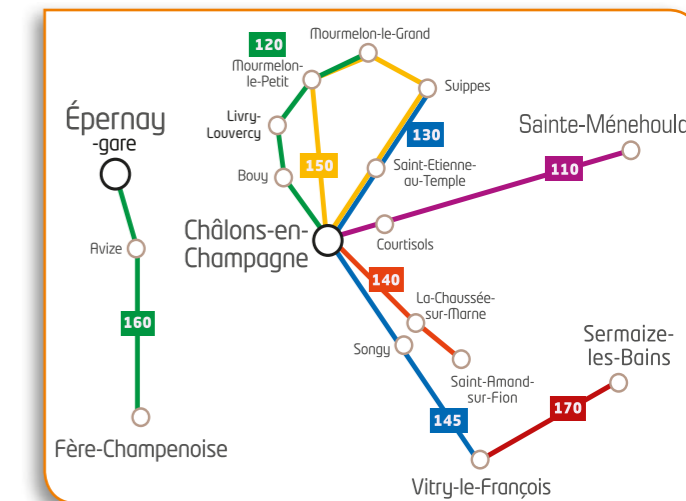 Mourmelon-le-Grand
120
Mourmelon-
le-Petit
Suippes
Épernay
-gare
Livry-
Louvercy
130
Sainte-Ménehould
150
Saint-Etienne-
au-Temple
110
Bouy
Châlons-en-
Champagne
Courtisols
Avize
140
La-Chaussée-
sur-Marne
160
Songy
Sermaize-
les-Bains
Saint-Amand-
sur-Fion
170
145
Fère-Champenoise
Vitry-le-François